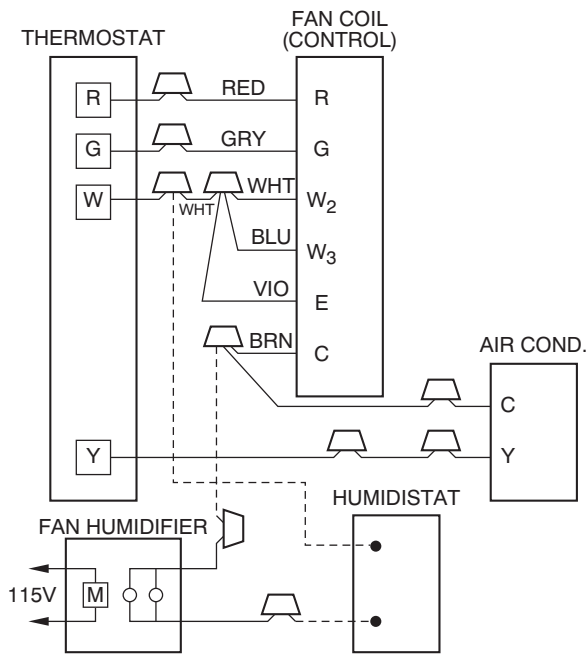 FAN COIL
(CONTROL)
THERMOSTAT
R
RED
R
G
GRY
G
W
WHT
WHT
W2
BLU
W3
VIO
E
BRN
C
AIR COND.
C
Y
Y
HUMIDISTAT
FAN HUMIDIFIER
115V
M